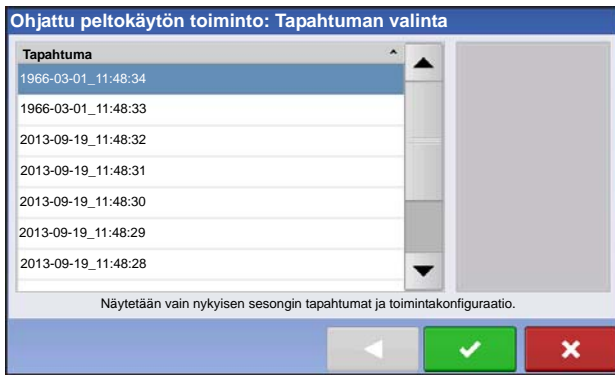 Ohjattu peltokäytön toiminto: Tapahtuman valinta
Tapahtuma
1966-03-01_11:48:34
1966-03-01_11:48:33
2013-09-19_11:48:32
2013-09-19_11:48:31
2013-09-19_11:48:30
2013-09-19_11:48:29
2013-09-19_11:48:28
Näytetään vain nykyisen sesongin tapahtumat ja toimintakonfiguraatio.